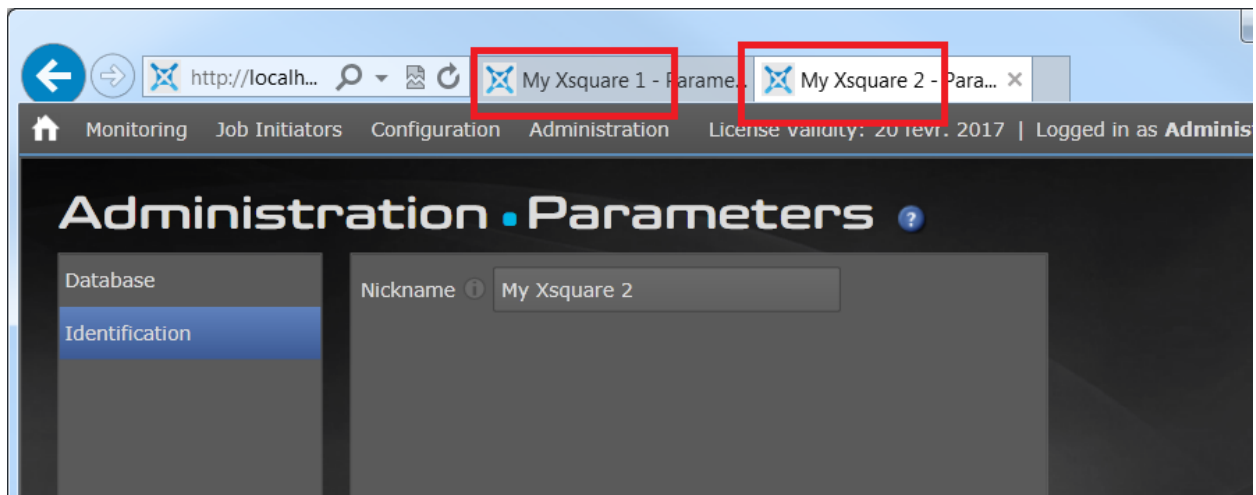 http://localh...
My Xsquare 1 - Parame...
My Xsquare 2 - Para...
Monitoring Job Initiators Configuration Administration License Validity: 20 févr. 2017 | Logged in as Adminis
Administration . Parameters
Database
Identification
Nickname My Xsquare 2